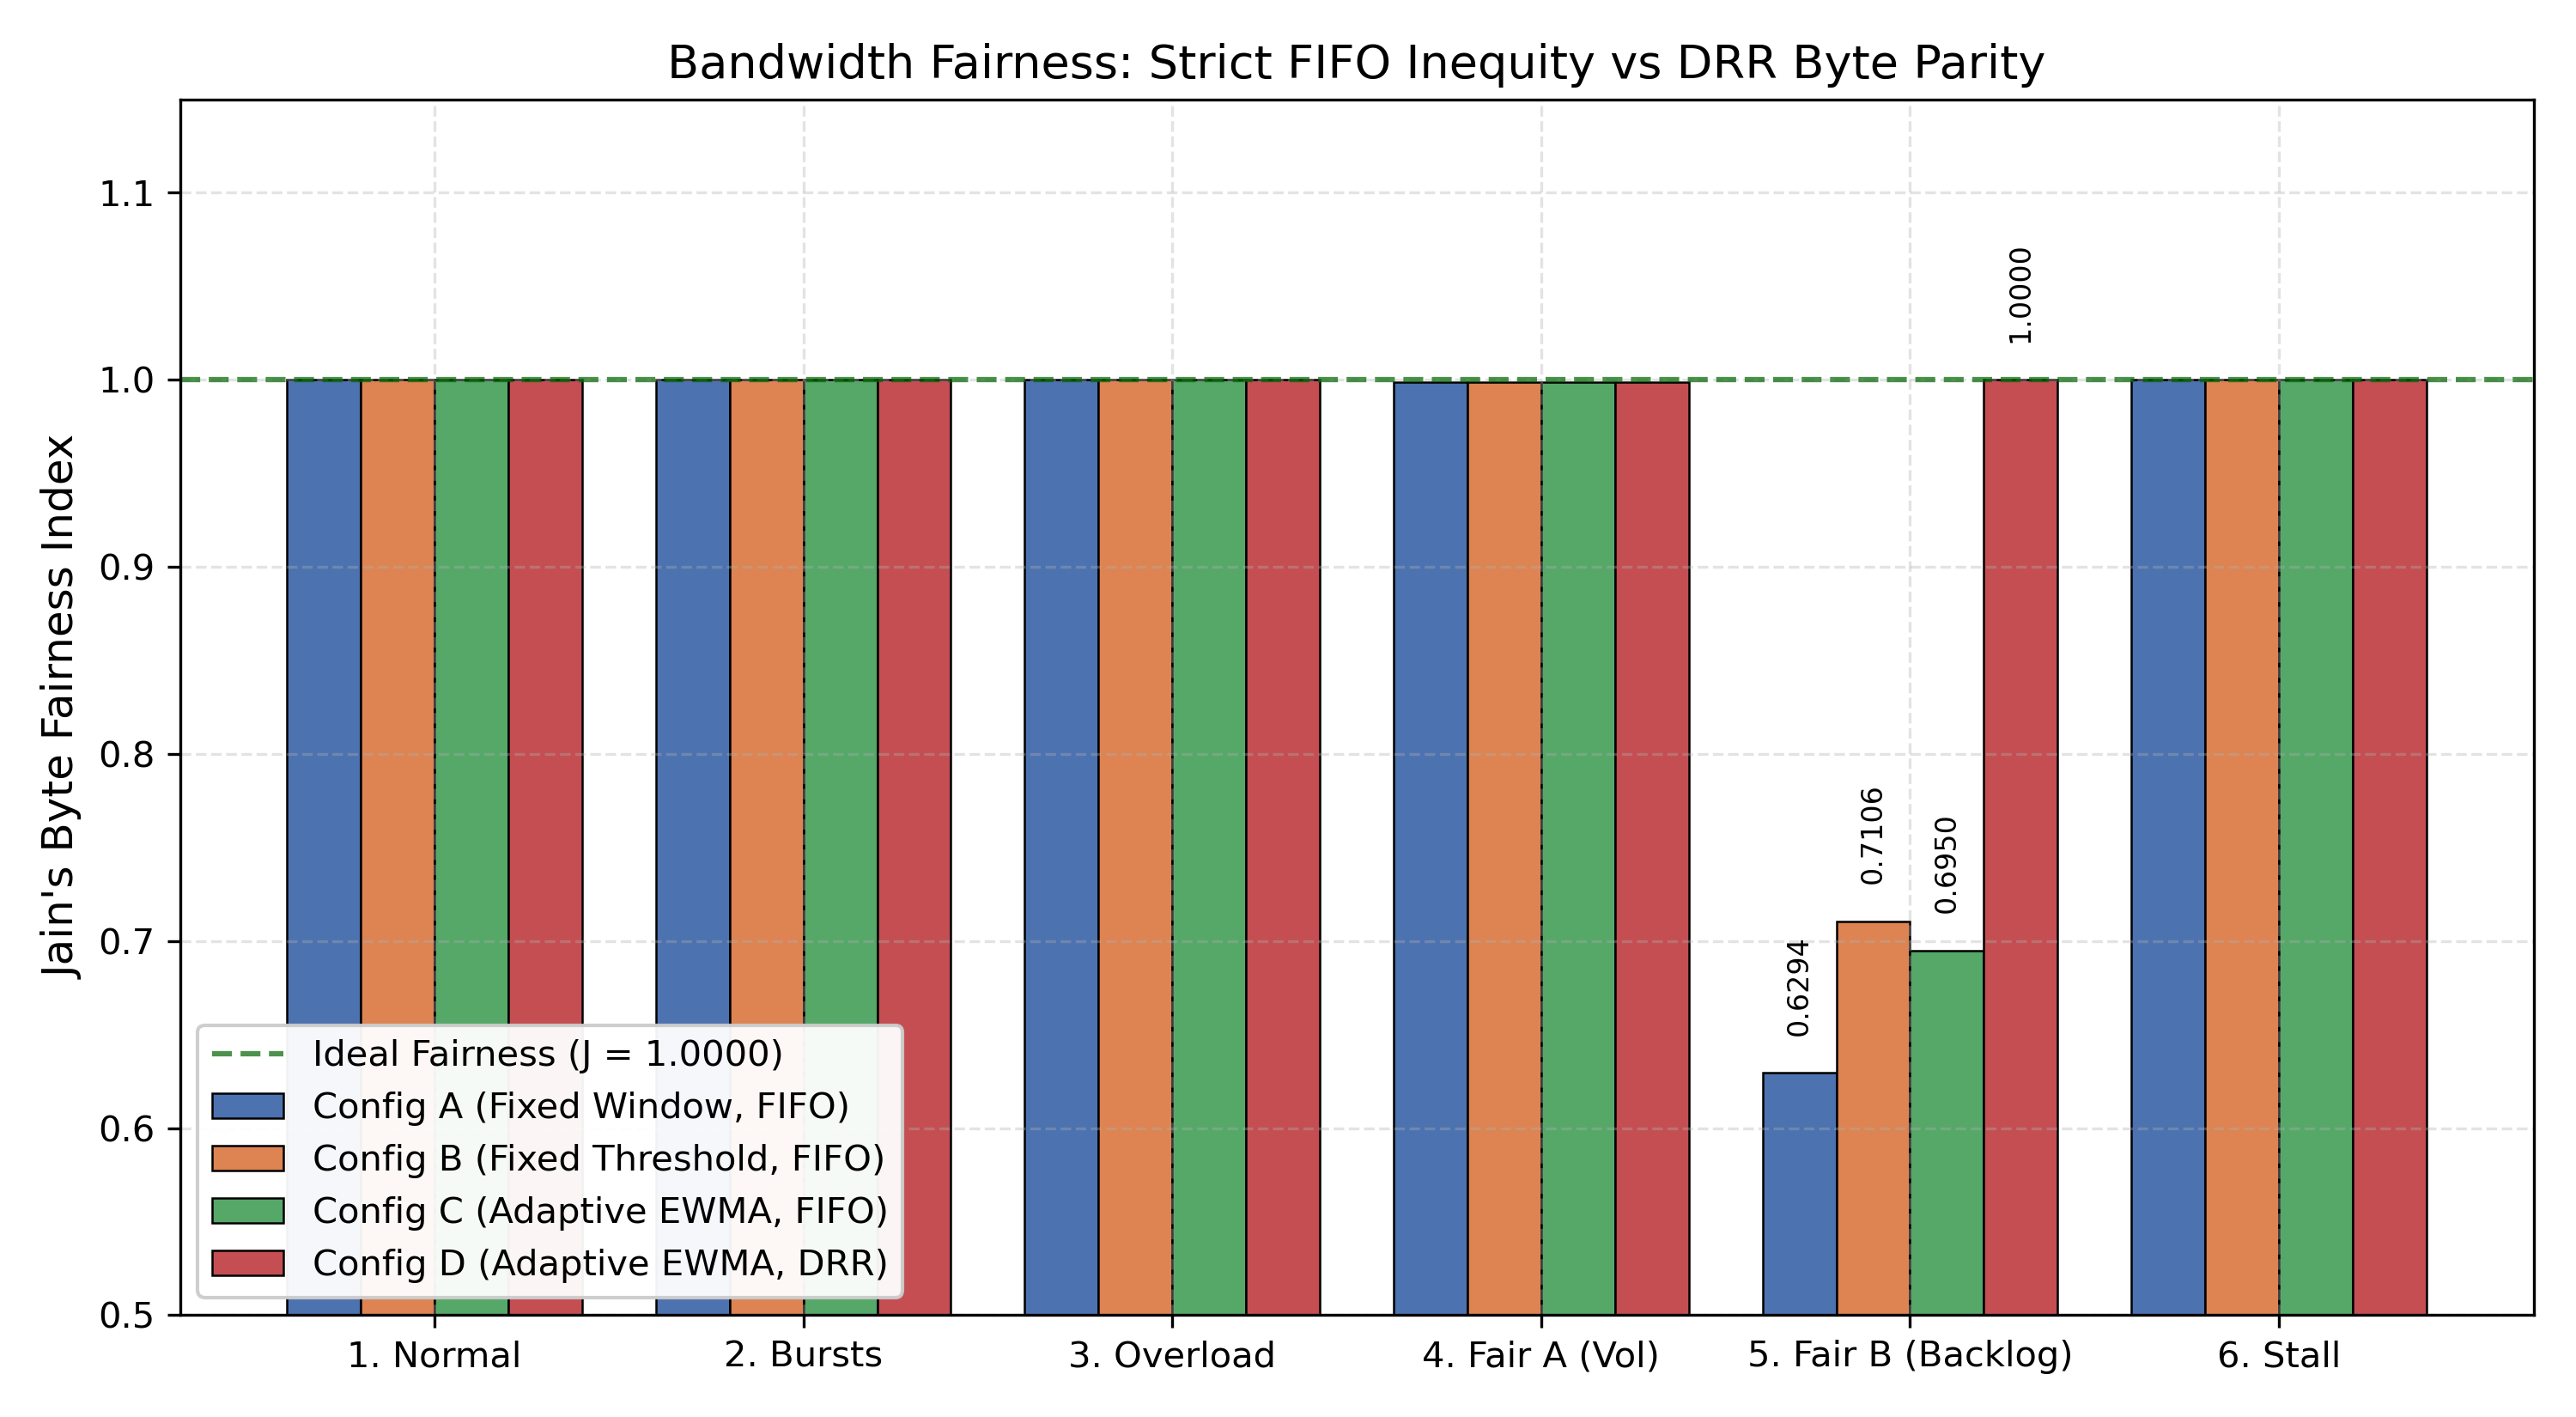 Bandwidth Fairness: Strict FIFO Inequity vs DRR Byte Parity
Jain's Byte Fairness Index
1.1
1.0
0.9
0.8
0.7
0.6
0.5
1.0000
0.7106
0.6950
0.6294
Ideal Fairness (J = 1.0000)
Config A (Fixed Window, FIFO)
Config B (Fixed Threshold, FIFO)
Config C (Adaptive EWMA, FIFO)
Config D (Adaptive EWMA, DRR)
1. Normal
2. Bursts
3. Overload
4. Fair A (Vol)
5. Fair B (Backlog)
6. Stall